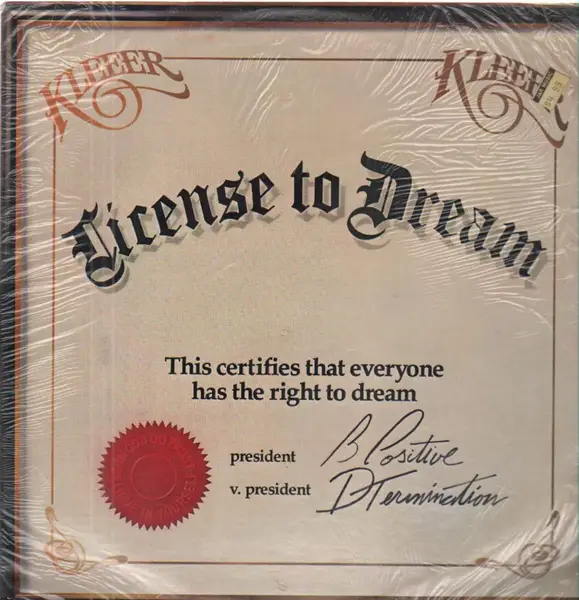 KLEEER
KLEEER
License to Dream
This certifies that everyone
has the right to dream
president B Positive
v. president D Termination